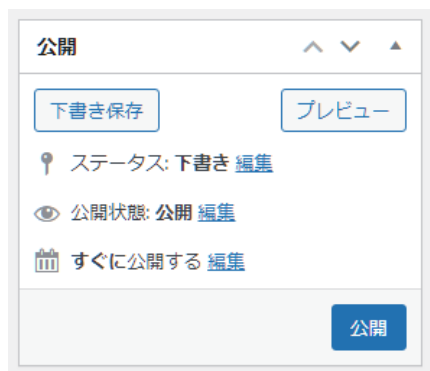 公開
下書き保存 プレビュー
ステータス: 下書き 編集
公開状態: 公開 編集
すぐに公開する 編集
公開